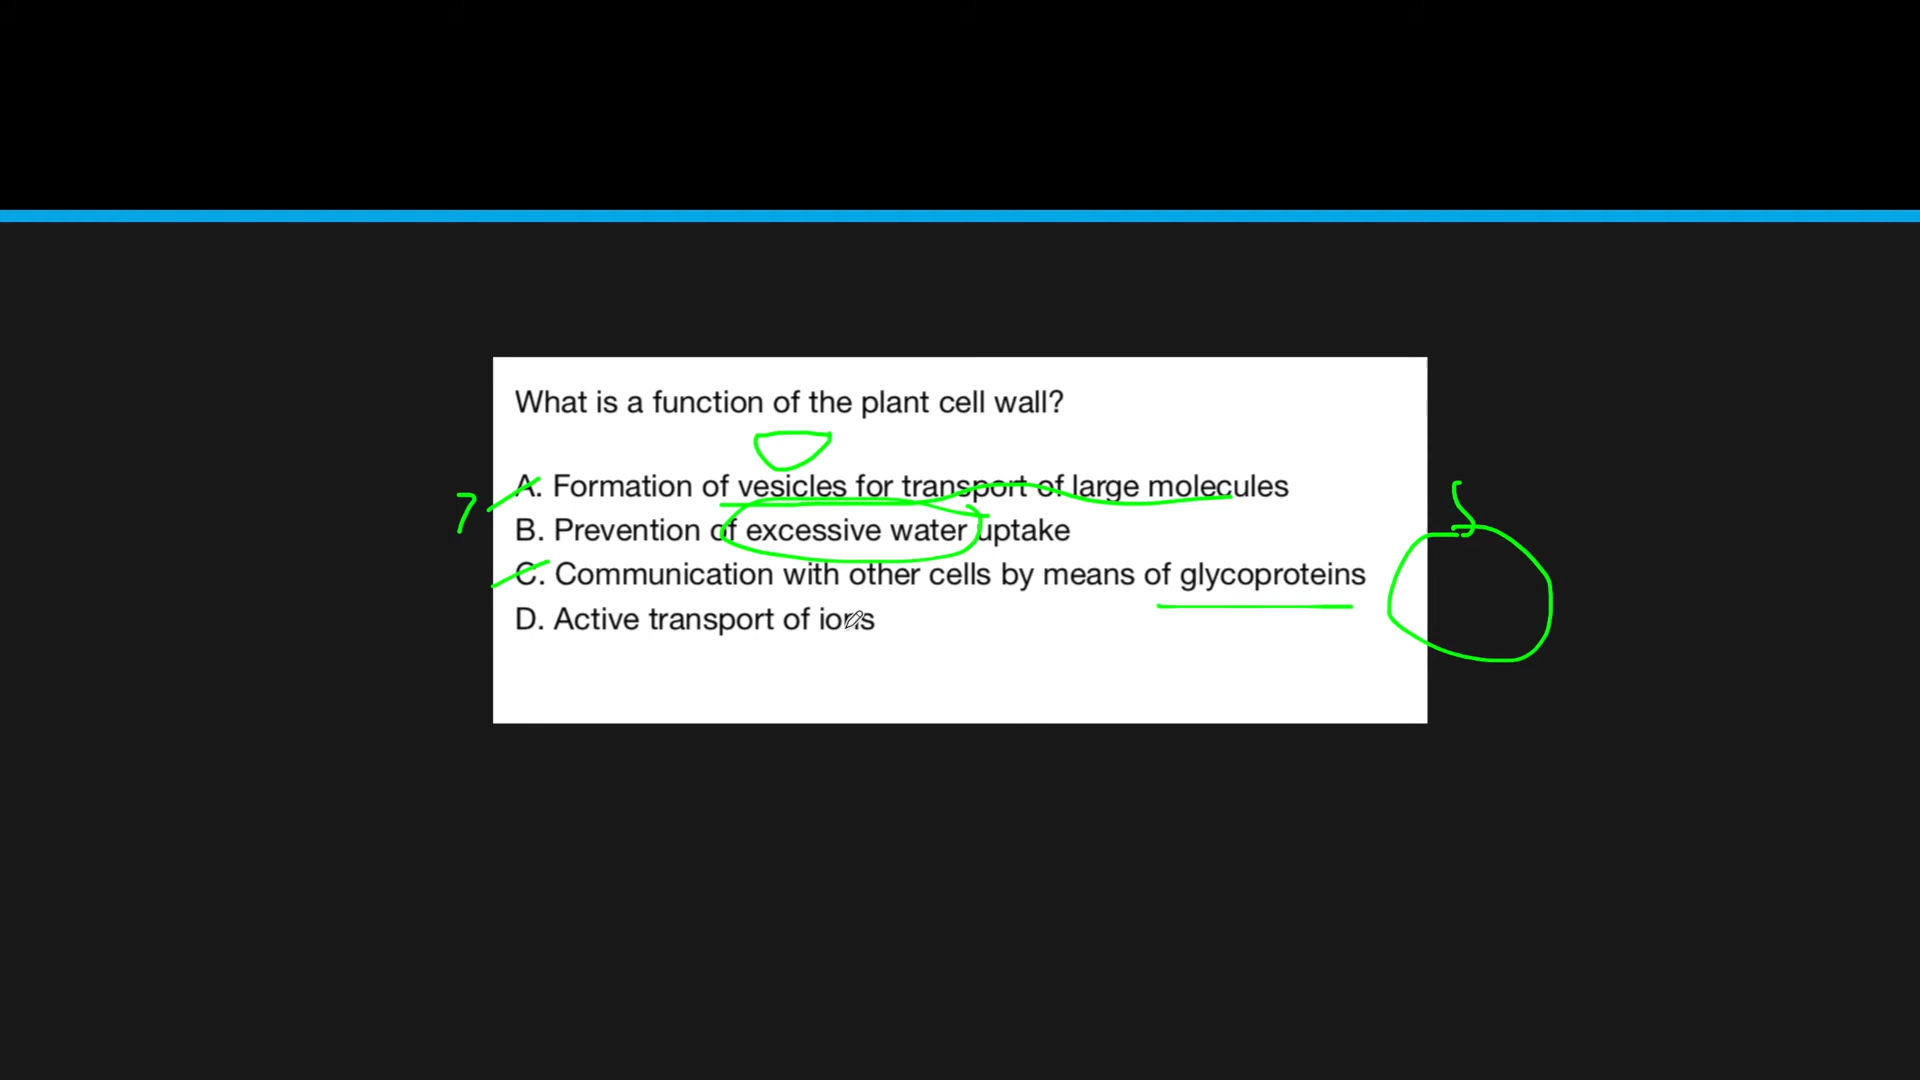 What is a function of the plant cell wall?
A. Formation of vesicles for transport of large molecules
B. Prevention of excessive water uptake
C. Communication with other cells by means of glycoproteins
D. Active transport of ions